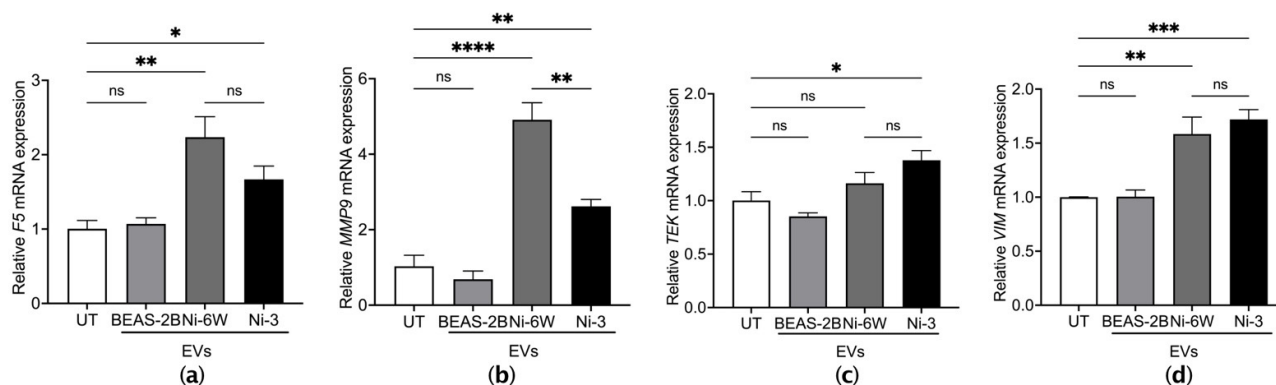 *
**
ns
ns
3
2
1
0
Relative F5 mRNA expression
UT
BEAS-2B
Ni-6W
Ni-3
EVs
(a)
**
****
**
ns
6
4
2
0
Relative MMP9 mRNA expression
UT
BEAS-2B
Ni-6W
Ni-3
EVs
(b)
*
ns
ns
ns
2.0
1.5
1.0
0.5
0.0
Relative TEK mRNA expression
UT
BEAS-2B
Ni-6W
Ni-3
EVs
(c)
***
**
ns
ns
2.0
1.5
1.0
0.5
0.0
Relative VIM mRNA expression
UT
BEAS-2B
Ni-6W
Ni-3
EVs
(d)